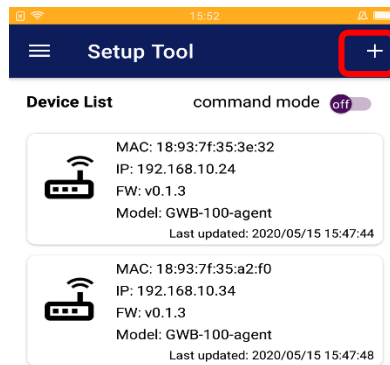 15:52
Setup Tool
+
Device List command mode off
MAC: 18:93:7f:35:3e:32
IP: 192.168.10.24
FW: v0.1.3
Model: GWB-100-agent
Last updated: 2020/05/15 15:47:44
MAC: 18:93:7f:35:a2:f0
IP: 192.168.10.34
FW: v0.1.3
Model: GWB-100-agent
Last updated: 2020/05/15 15:47:48